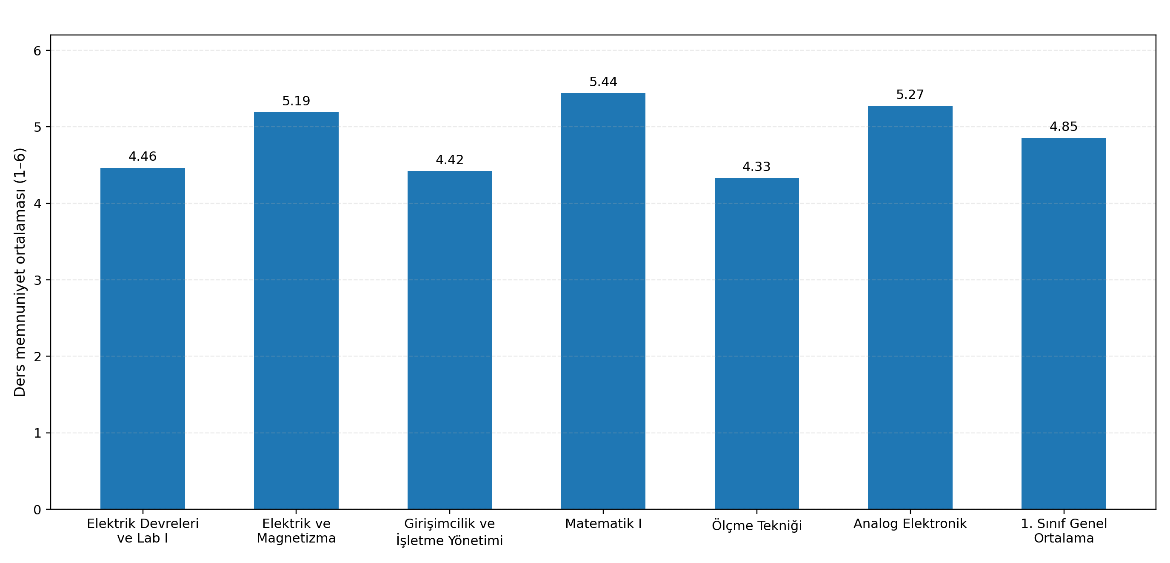 Ders memnuniyet ortalaması (1–6)
6
5
4
3
2
1
0
4.46
5.19
4.42
5.44
4.33
5.27
4.85
Elektrik Devreleri
ve Lab I
Elektrik ve
Magnetizma
Girişimcilik ve
İşletme Yönetimi
Matematik I
Ölçme Tekniği
Analog Elektronik
1. Sınıf Genel
Ortalama